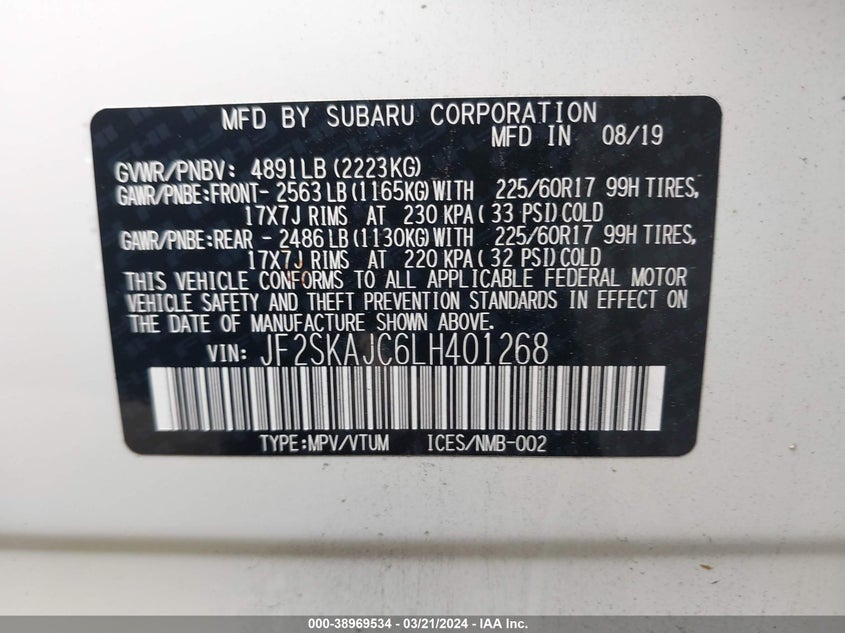 MFD BY SUBARU CORPORATION
MFD IN 08/19
GVWR/PNBV: 4891LB (2223KG)
GAWR/PNBE:FRONT- 2563LB (1165KG)WITH 225/60R17 99H TIRES,
17X7J RIMS AT 230 KPA( 33 PSI)COLD
GAWR/PNBE:REAR - 2486LB (1130KG)WITH 225/60R17 99H TIRES,
17X7J RIMS AT 220 KPA( 32 PSI)COLD
THIS VEHICLE CONFORMS TO ALL APPLICABLE FEDERAL MOTOR
VEHICLE SAFETY AND THEFT PREVENTION STANDARDS IN EFFECT ON
THE DATE OF MANUFACTURE SHOWN ABOVE.
VIN: JF2SKAJC6LH401268
TYPE:MPV/VTUM ICES/NMB-002
000-38969534 - 03/21/2024 - IAA Inc.